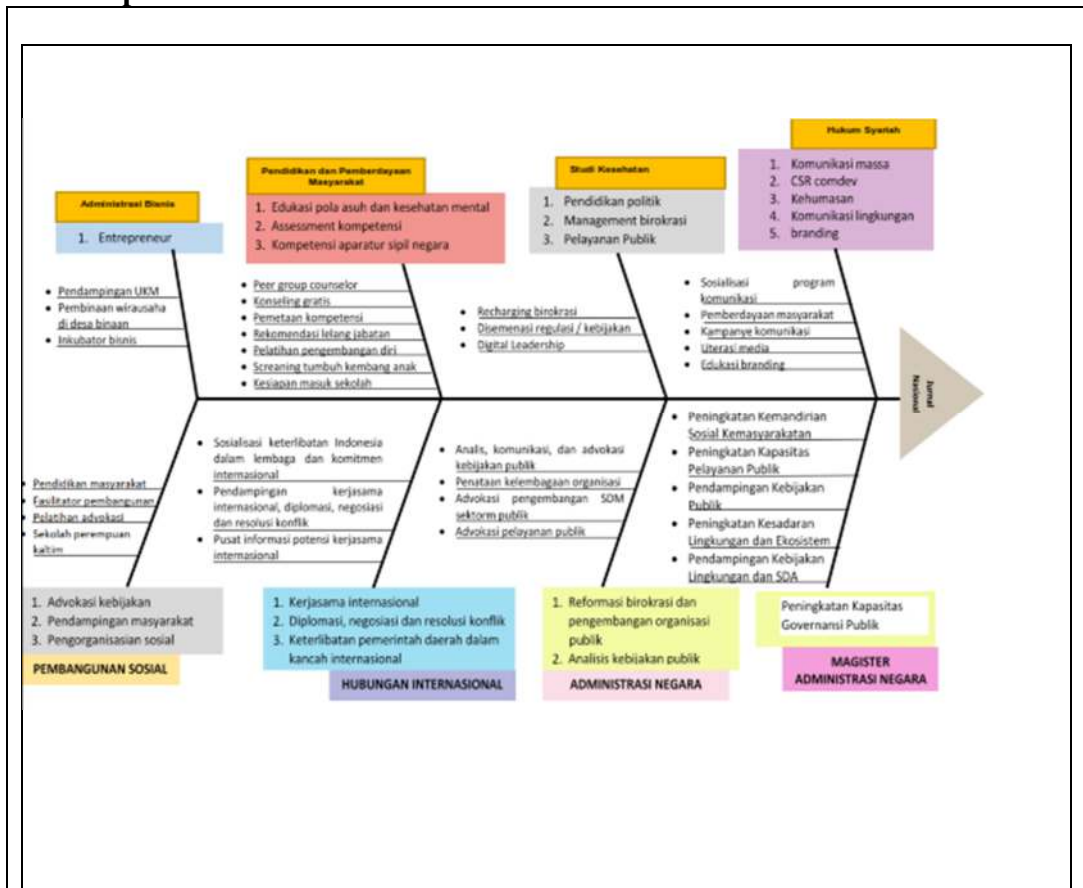 Hukum Syariah
1. Komunikasi massa
2. CSR comdev
3. Kehumasan
4. Komunikasi lingkungan
5. branding
Pendidikan dan Pemberdayaan
Masyarakat
1. Edukasi pola asuh dan kesehatan mental
2. Assessment kompetensi
3. Kompetensi aparatur sipil negara
Studi Kesehatan
1. Pendidikan politik
2. Management birokrasi
3. Pelayanan Publik
Administrasi Bisnis
1. Entrepreneur
• Pendampingan UKM
• Pembinaan wirausaha
di desa binaan
• Inkubator bisnis
• Peer group counselor
• Konseling gratis
• Pemetaan kompetensi
• Rekomendasi lelang jabatan
• Pelatihan pengembangan diri
• Screaning tumbuh kembang anak
• Kesiapan masuk sekolah
• Recharging birokrasi
• Disemenasi regulasi / kebijakan
• Digital Leadership
• Sosialisasi program
komunikasi
• Pemberdayaan masyarakat
• Kampanye komunikasi
• Literasi media
• Edukasi branding
Jurnal
Nasional
• Pendidikan masyarakat
• Fasilitator pembangunan
• Pelatihan advokasi
• Sekolah perempuan
kaltim
• Sosialisasi keterlibatan Indonesia
dalam lembaga dan komitmen
internasional
• Pendampingan kerjasama
internasional, diplomasi, negosiasi
dan resolusi konflik
• Pusat informasi potensi kerjasama
internasional
• Analis, komunikasi, dan advokasi
kebijakan publik
• Penataan kelembagaan organisasi
• Advokasi pengembangan SDM
sektorm publik
• Advokasi pelayanan publik
• Peningkatan Kemandirian
Sosial Kemasyarakatan
• Peningkatan Kapasitas
Pelayanan Publik
• Pendampingan Kebijakan
Publik
• Peningkatan Kesadaran
Lingkungan dan Ekosistem
• Pendampingan Kebijakan
Lingkungan dan SDA
1. Advokasi kebijakan
2. Pendampingan masyarakat
3. Pengorganisasian sosial
PEMBANGUNAN SOSIAL
1. Kerjasama internasional
2. Diplomasi, negosiasi dan resolusi konflik
3. Keterlibatan pemerintah daerah dalam
kancah internasional
HUBUNGAN INTERNASIONAL
1. Reformasi birokrasi dan
pengembangan organisasi
publik
2. Analisis kebijakan publik
ADMINISTRASI NEGARA
Peningkatan Kapasitas
Governansi Publik
MAGISTER
ADMINISTRASI NEGARA